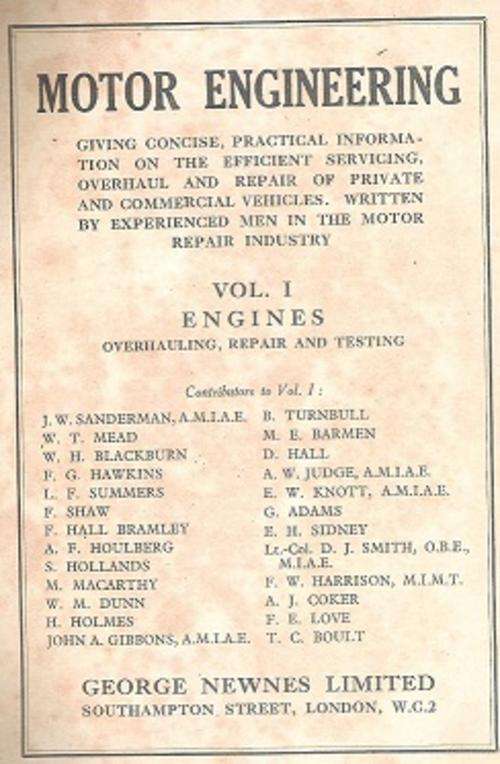 MOTOR ENGINEERING
GIVING CONCISE, PRACTICAL INFORMA-
TION ON THE EFFICIENT SERVICING,
OVERHAUL AND REPAIR OF PRIVATE
AND COMMERCIAL VEHICLES. WRITTEN
BY EXPERIENCED MEN IN THE MOTOR
REPAIR INDUSTRY
VOL. I
ENGINES
OVERHAULING, REPAIR AND TESTING
Contributors to Vol. I :
J. W. SANDERMAN, A.M.I.A.E.
W. T. MEAD
W. H. BLACKBURN
F. G. HAWKINS
L. F. SUMMERS
F. SHAW
F. HALL BRAMLEY
A. F. HOULBERG
S. HOLLANDS
M. MACARTHY
W. M. DUNN
H. HOLMES
JOHN A. GIBBONS, A.M.I.A.E.
B. TURNBULL
M. E. BARMEN
D. HALL
A. W. JUDGE, A.M.I.A.E.
E. W. KNOTT, A.M.I.A.E.
G. ADAMS
E. H. SIDNEY
Lt.-Col. D. J. SMITH, O.B.E.,
M.I.A.E.
F. W. HARRISON, M.I.M.T.
A. J. COKER
F. E. LOVE
T. C. BOULT
GEORGE NEWNES LIMITED
SOUTHAMPTON STREET, LONDON, W.C.2